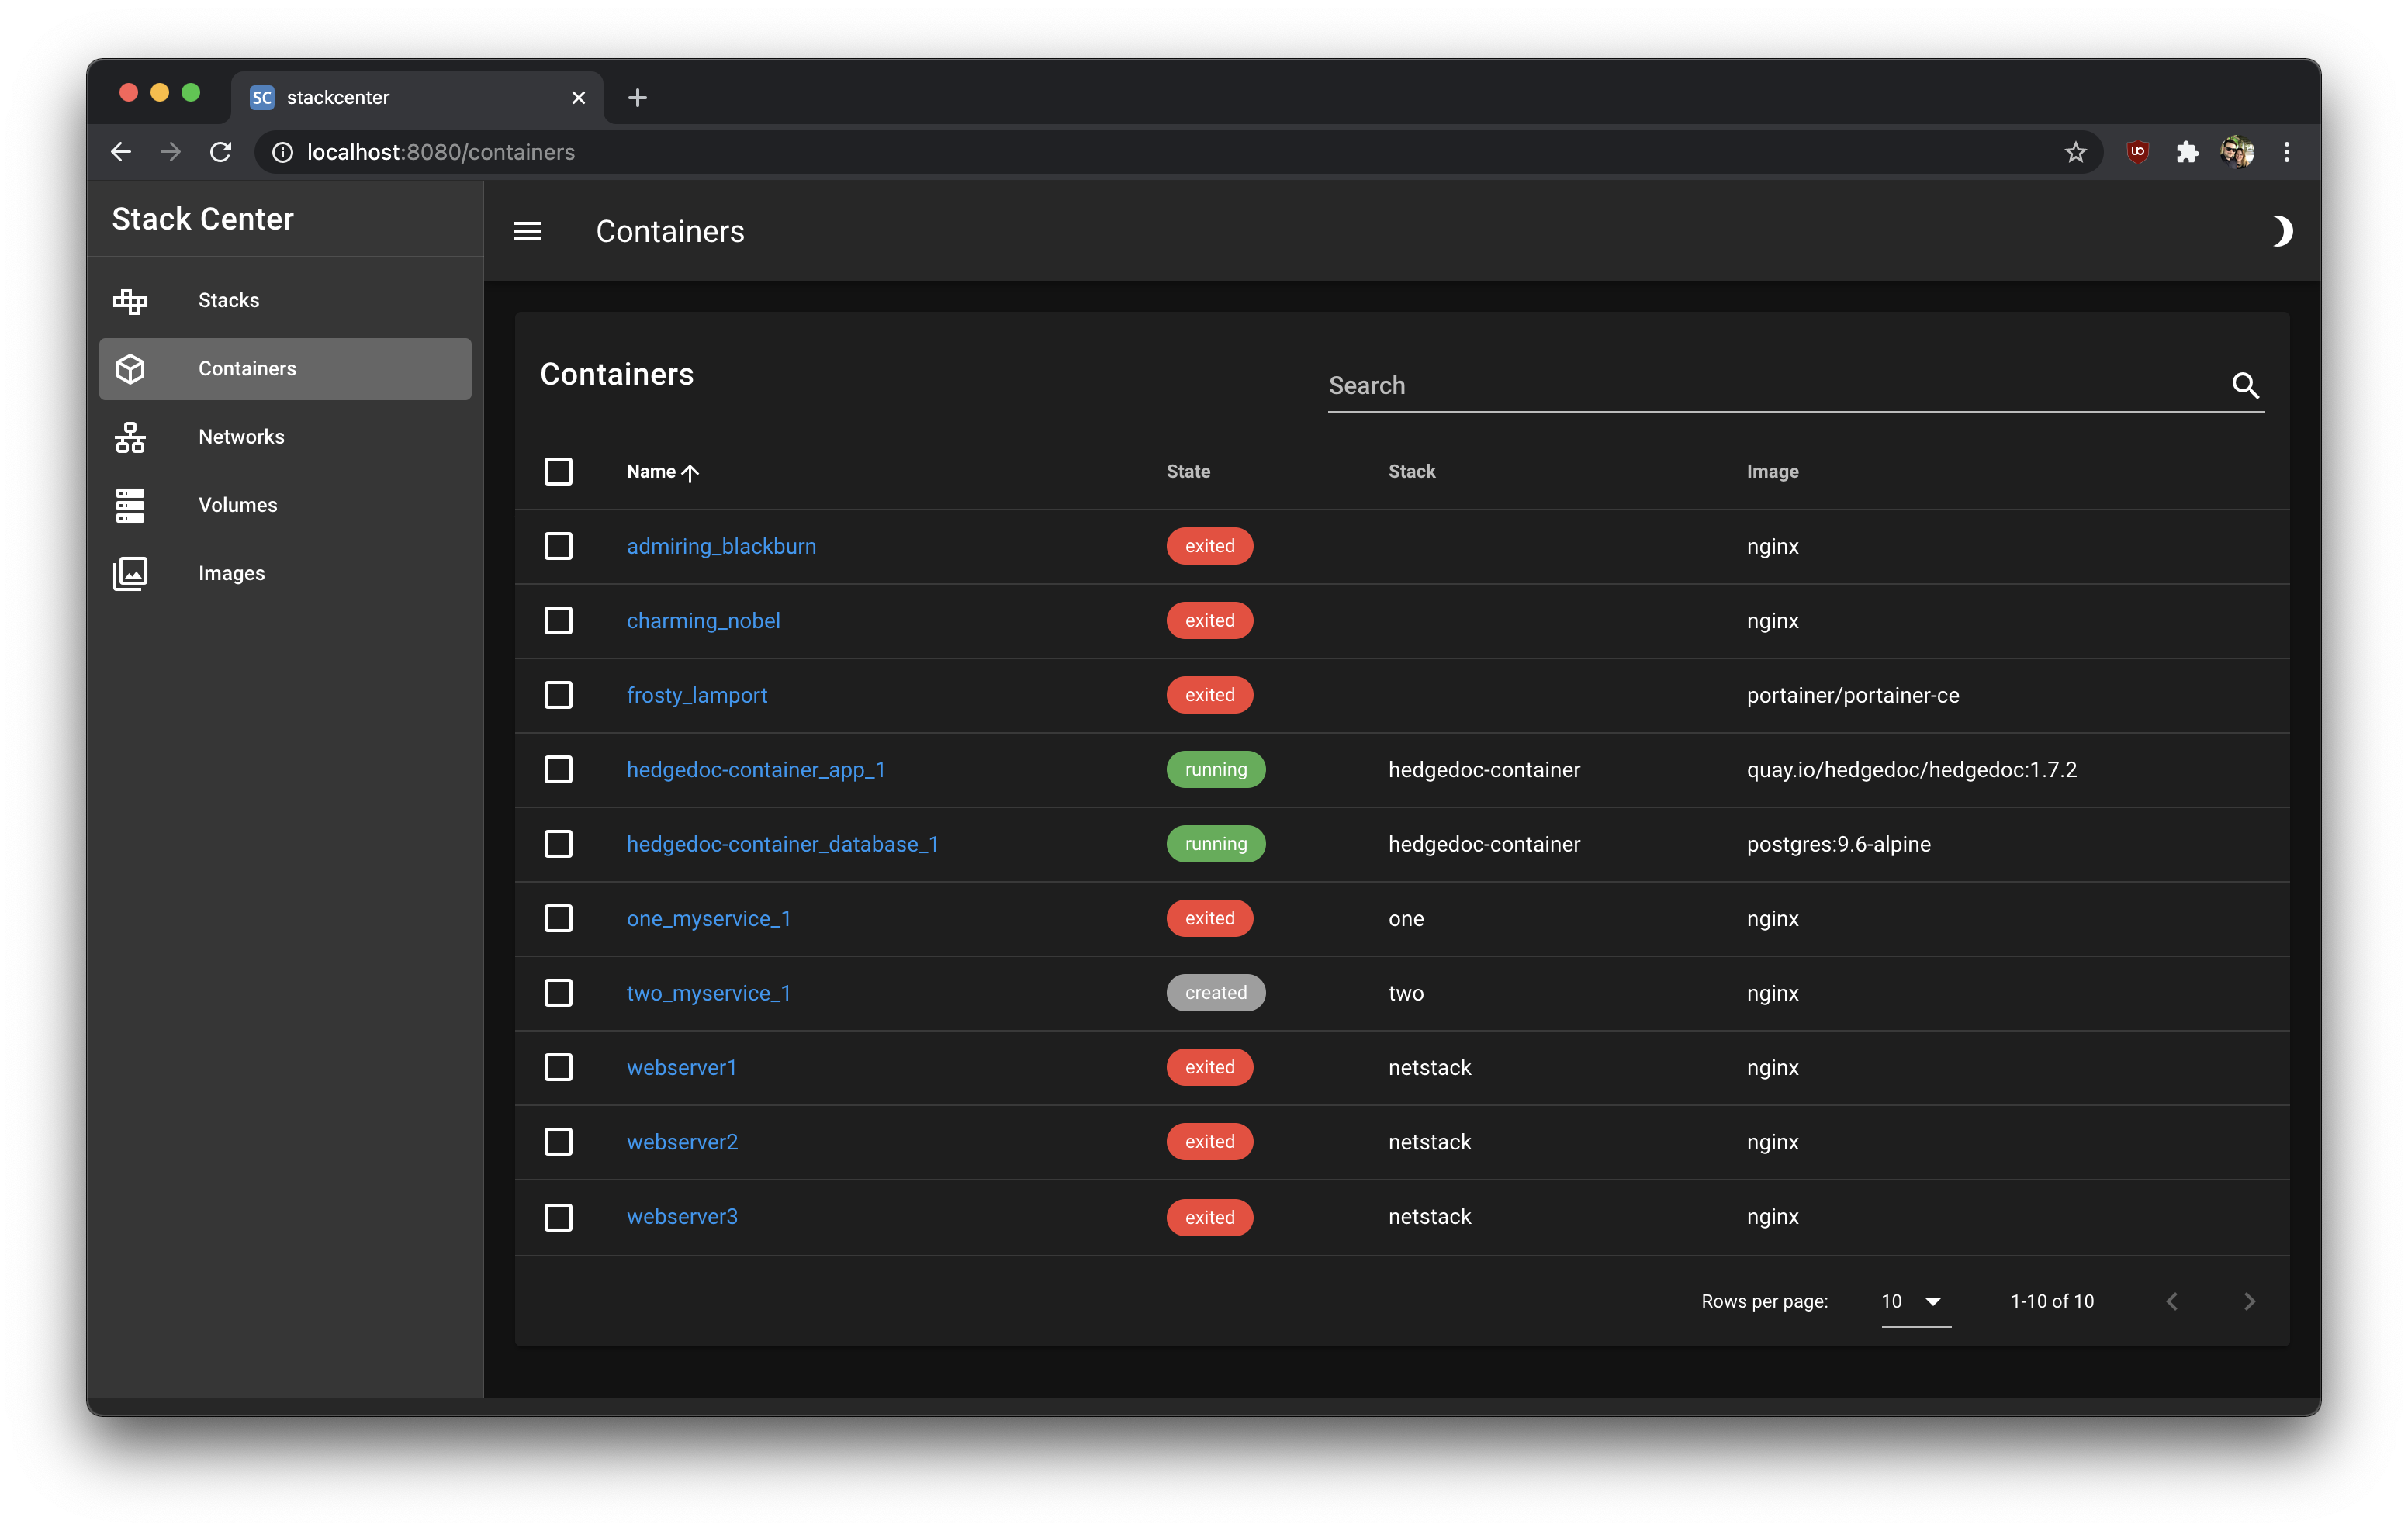 SC stackcenter
localhost:8080/containers
Stack Center
Containers
Stacks
Containers
Networks
Volumes
Images
Containers
Search
Name State Stack Image
admiring_blackburn exited nginx
charming_nobel exited nginx
frosty_lamport exited portainer/portainer-ce
hedgedoc-container_app_1 running hedgedoc-container quay.io/hedgedoc/hedgedoc:1.7.2
hedgedoc-container_database_1 running hedgedoc-container postgres:9.6-alpine
one_myservice_1 exited one nginx
two_myservice_1 created two nginx
webserver1 exited netstack nginx
webserver2 exited netstack nginx
webserver3 exited netstack nginx
Rows per page: 10 1-10 of 10